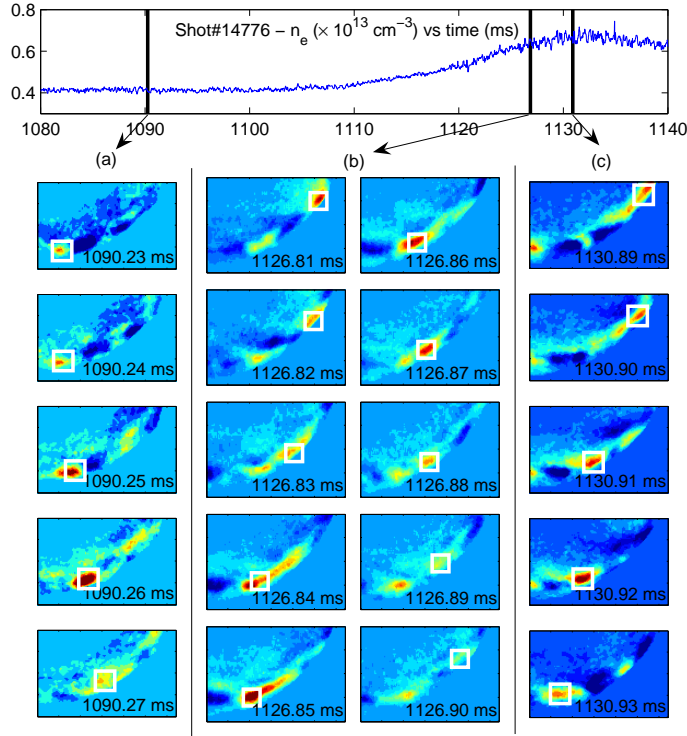 0.8
Shot#14776 – nₑ (× 10¹³ cm⁻³) vs time (ms)
0.6
0.4
1080 1090 1100 1110 1120 1130 1140
(a) (b) (c)
1090.23 ms 1126.81 ms 1126.86 ms 1130.89 ms
1090.24 ms 1126.82 ms 1126.87 ms 1130.90 ms
1090.25 ms 1126.83 ms 1126.88 ms 1130.91 ms
1090.26 ms 1126.84 ms 1126.89 ms 1130.92 ms
1090.27 ms 1126.85 ms 1126.90 ms 1130.93 ms